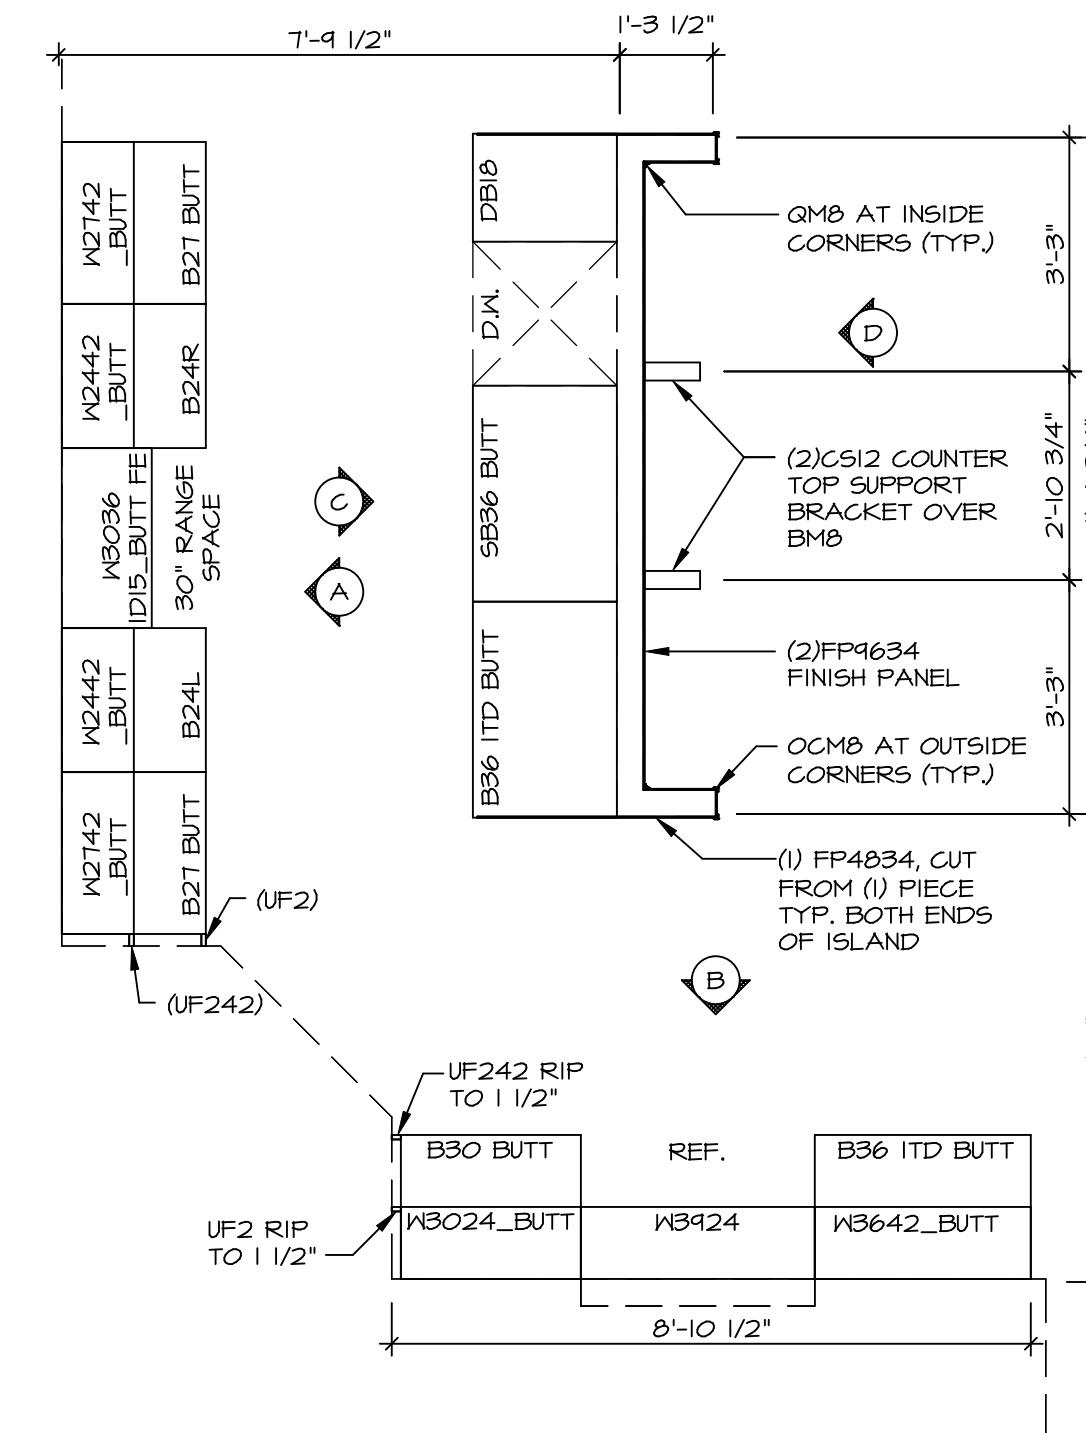 7'-9 1/2"
1'-3 1/2"
W2742
_BUTT
B27 BUTT
W2442
_BUTT
B24R
W3036
1D15_BUTT FE
30" RANGE
SPACE
W2442
_BUTT
B24L
W2742
_BUTT
B27 BUTT
(UF2)
(UF242)
C
A
DB18
D.W.
SB36 BUTT
B36 1TD BUTT
QM8 AT INSIDE
CORNERS (TYP.)
D
(2)CS12 COUNTER
TOP SUPPORT
BRACKET OVER
BM8
(2)FP9634
FINISH PANEL
OCM8 AT OUTSIDE
CORNERS (TYP.)
(1) FP4834, CUT
FROM (1) PIECE
TYP. BOTH ENDS
OF ISLAND
3'-3"
2'-10 3/4"
3'-3"
B
UF242 RIP
TO 1 1/2"
B30 BUTT
REF.
B36 1TD BUTT
W3024_BUTT
W3924
W3642_BUTT
UF2 RIP
TO 1 1/2"
8'-10 1/2"